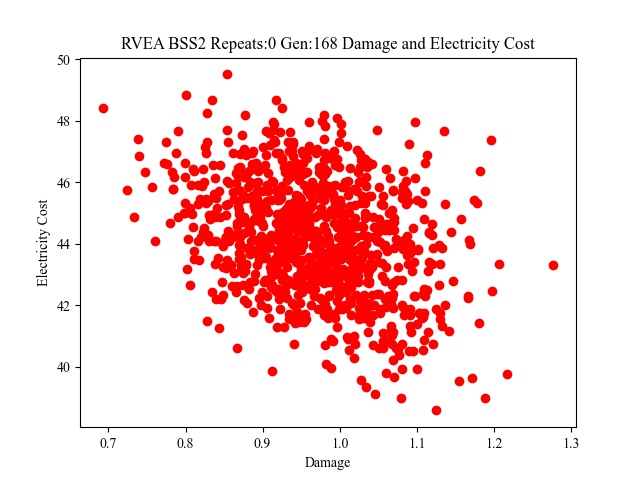 RVEA BSS2 Repeats:0 Gen:168 Damage and Electricity Cost
50
48
46
44
42
40
Electricity Cost
0.7 0.8 0.9 1.0 1.1 1.2 1.3
Damage